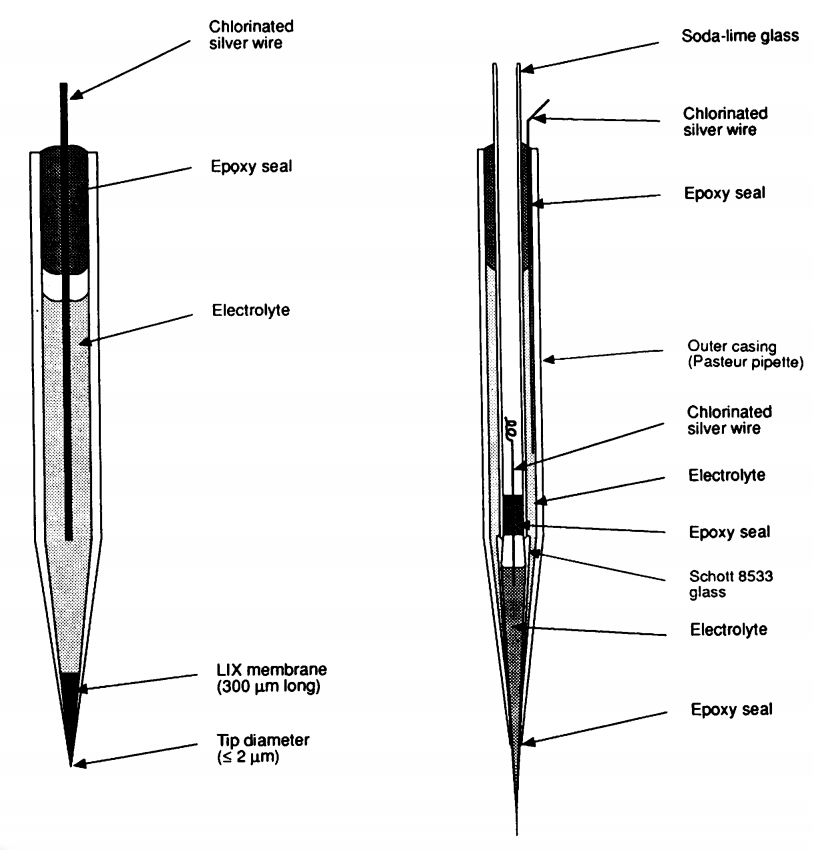 Chlorinated
silver wire
Epoxy seal
Electrolyte
LIX membrane
(300 μm long)
Tip diameter
(≤ 2 μm)
Soda-lime glass
Chlorinated
silver wire
Epoxy seal
Outer casing
(Pasteur pipette)
Chlorinated
silver wire
Electrolyte
Epoxy seal
Schott 8533
glass
Electrolyte
Epoxy seal